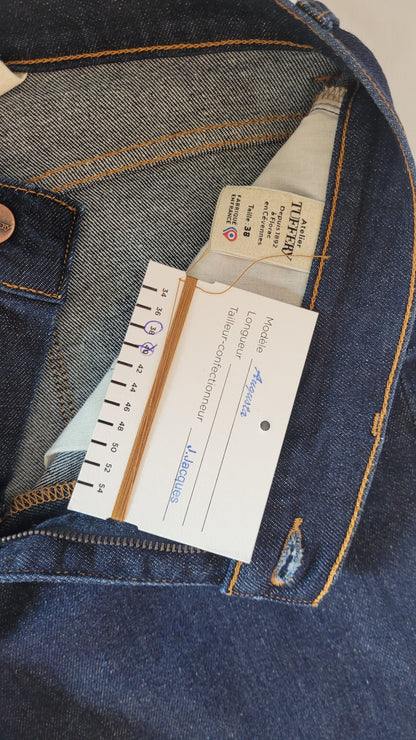 Atelier
TUFFERY
Depuis 1892
à Florac
en Cévennes
Taille 38
FABRIQUÉ
EN FRANCE
34
36
38
40
42
44
46
48
50
52
54
Modèle Auguste
Longueur
Tailleur-confectionneur
J. Jacques